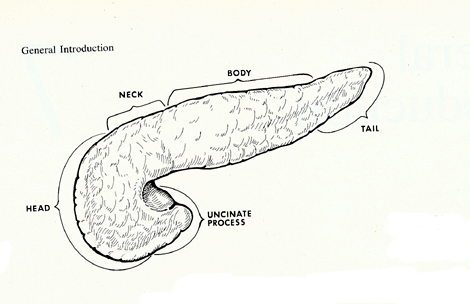 General Introduction
BODY
NECK
TAIL
HEAD
UNCINATE
PROCESS